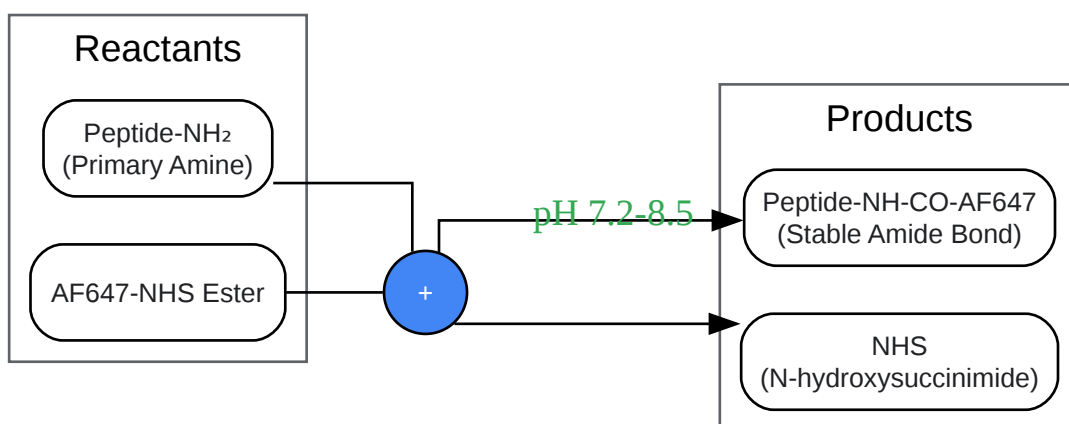 Reactants
Peptide-NH₂
(Primary Amine)
AF647-NHS Ester
+
pH 7.2-8.5
Products
Peptide-NH-CO-AF647
(Stable Amide Bond)
NHS
(N-hydroxysuccinimide)